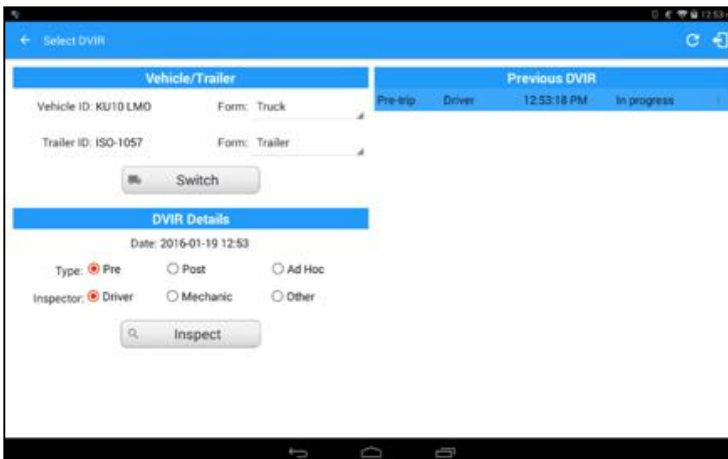 12:53
Select DVIR
Vehicle/Trailer
Vehicle ID: KU10 LMO Form: Truck
Trailer ID: ISO-1057 Form: Trailer
Switch
DVIR Details
Date: 2016-01-19 12:53
Type: Pre Post Ad Hoc
Inspector: Driver Mechanic Other
Inspect
Previous DVIR
Pre-trip Driver 12:53:18 PM In progress